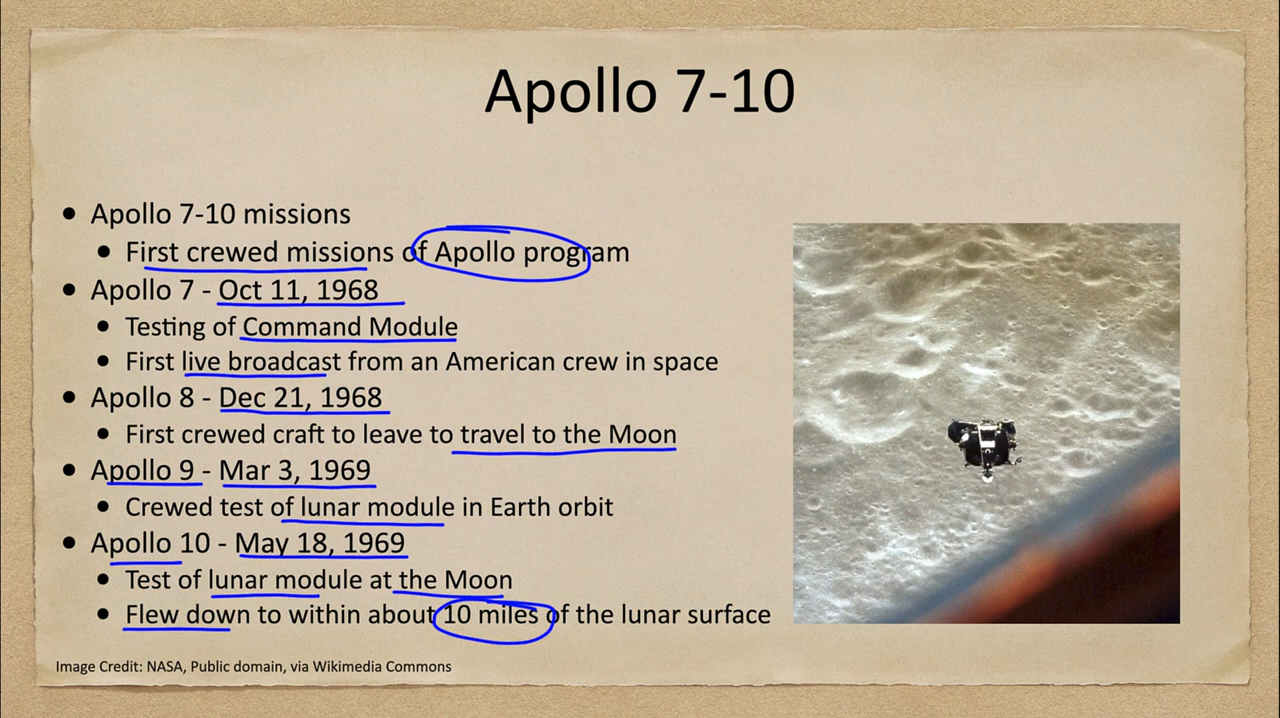 Apollo 7-10
• Apollo 7-10 missions
• First crewed missions of Apollo program
• Apollo 7 - Oct 11, 1968
• Testing of Command Module
• First live broadcast from an American crew in space
• Apollo 8 - Dec 21, 1968
• First crewed craft to leave to travel to the Moon
• Apollo 9 - Mar 3, 1969
• Crewed test of lunar module in Earth orbit
• Apollo 10 - May 18, 1969
• Test of lunar module at the Moon
• Flew down to within about 10 miles of the lunar surface
Image Credit: NASA, Public domain, via Wikimedia Commons